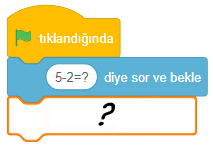 tıklandığında
5-2=? diye sor ve bekle
?